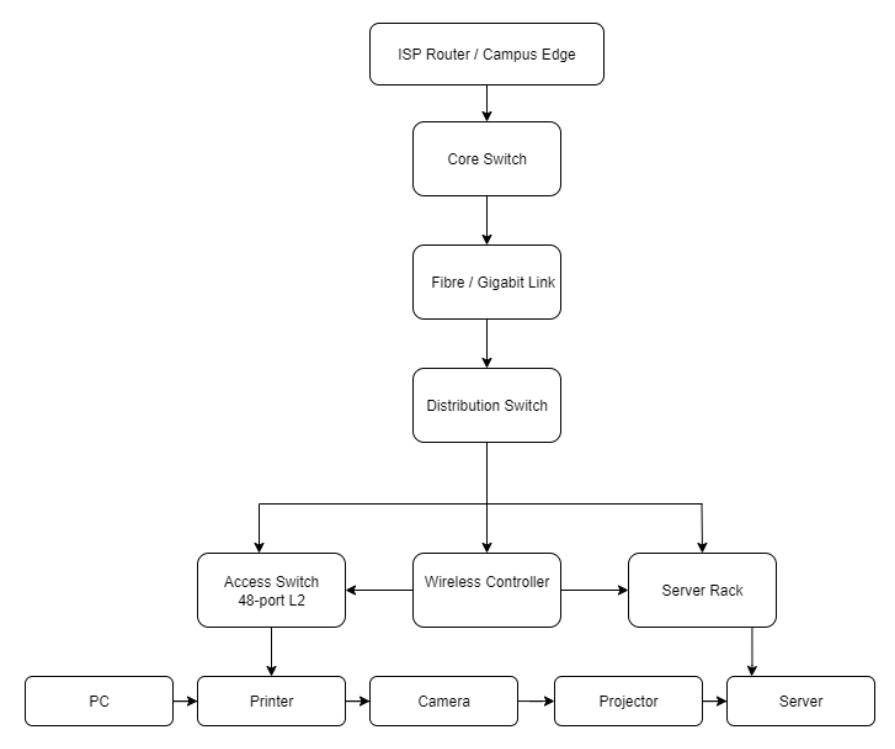 ISP Router / Campus Edge
Core Switch
Fibre / Gigabit Link
Distribution Switch
Access Switch
48-port L2
Wireless Controller
Server Rack
PC
Printer
Camera
Projector
Server